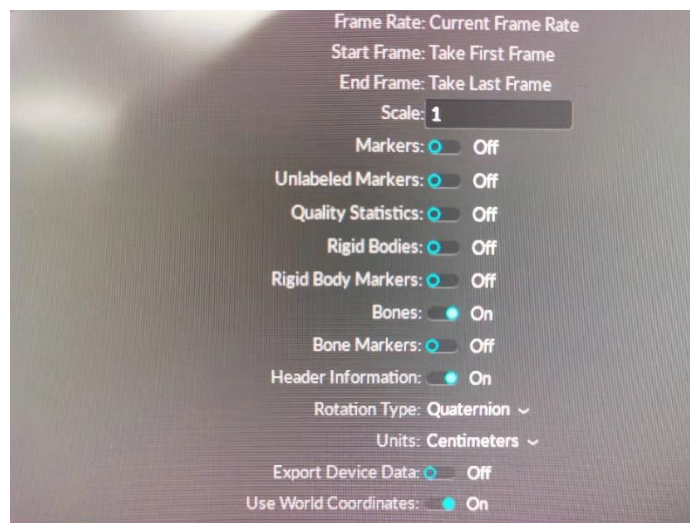 Frame Rate: Current Frame Rate
Start Frame: Take First Frame
End Frame: Take Last Frame
Scale: 1
Markers: Off
Unlabeled Markers: Off
Quality Statistics: Off
Rigid Bodies: Off
Rigid Body Markers: Off
Bones: On
Bone Markers: Off
Header Information: On
Rotation Type: Quaternion
Units: Centimeters
Export Device Data: Off
Use World Coordinates: On